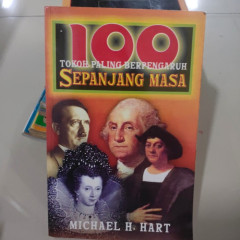 100
TOKOH PALING BERPENGARUH
SEPANJANG MASA
MICHAEL H. HART